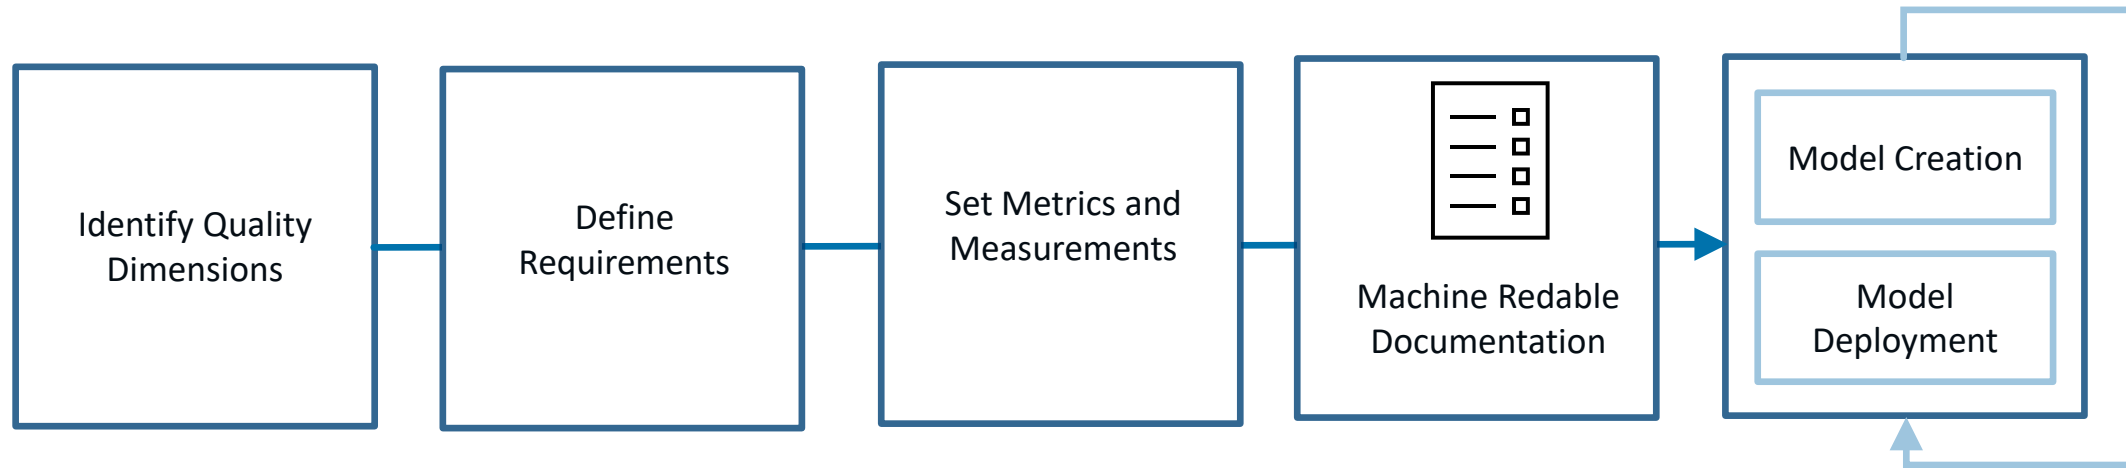 Identify Quality
Dimensions
Define
Requirements
Set Metrics and
Measurements
Machine Redable
Documentation
Model Creation
Model
Deployment